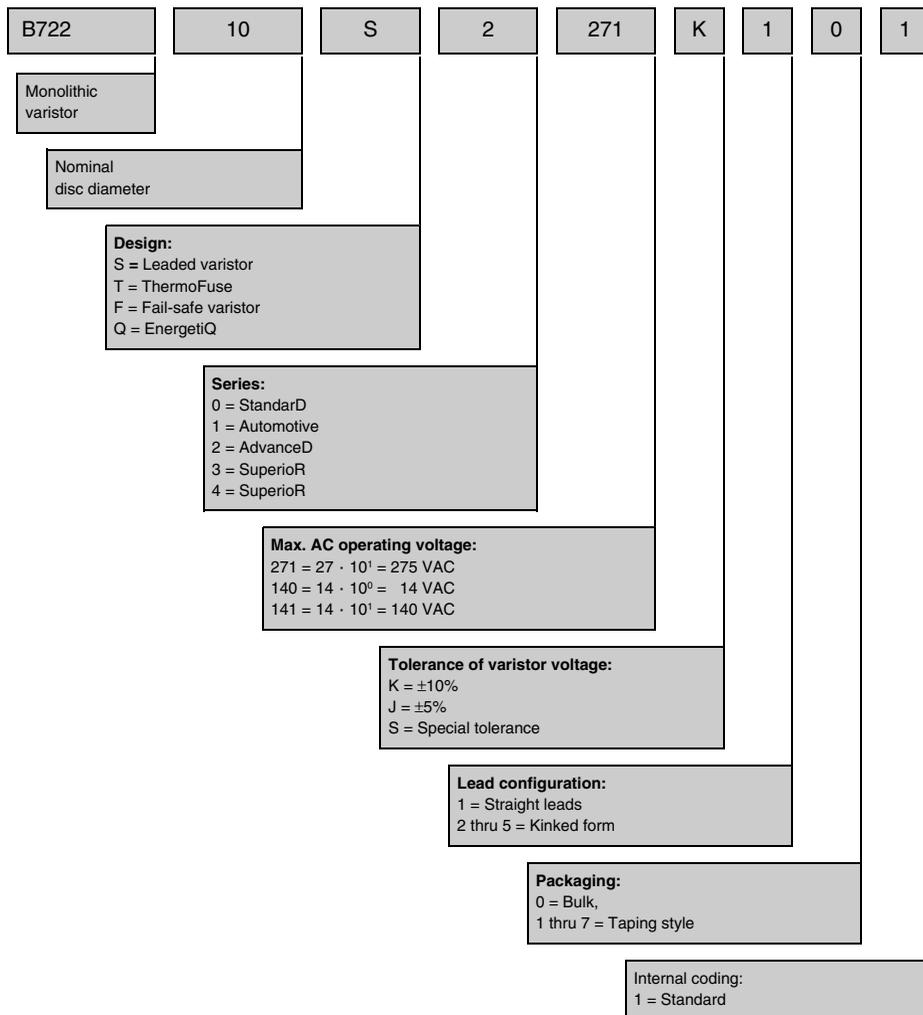 B722 10 S 2 271 K 1 0 1
Monolithic
varistor
Nominal
disc diameter
Design:
S = Leaded varistor
T = ThermoFuse
F = Fail-safe varistor
Q = EnergetiQ
Series:
0 = StandarD
1 = Automotive
2 = AdvanceD
3 = SuperioR
4 = SuperioR
Max. AC operating voltage:
271 = 27 · 10¹ = 275 VAC
140 = 14 · 10⁰ = 14 VAC
141 = 14 · 10¹ = 140 VAC
Tolerance of varistor voltage:
K = ±10%
J = ±5%
S = Special tolerance
Lead configuration:
1 = Straight leads
2 thru 5 = Kinked form
Packaging:
0 = Bulk,
1 thru 7 = Taping style
Internal coding:
1 = Standard